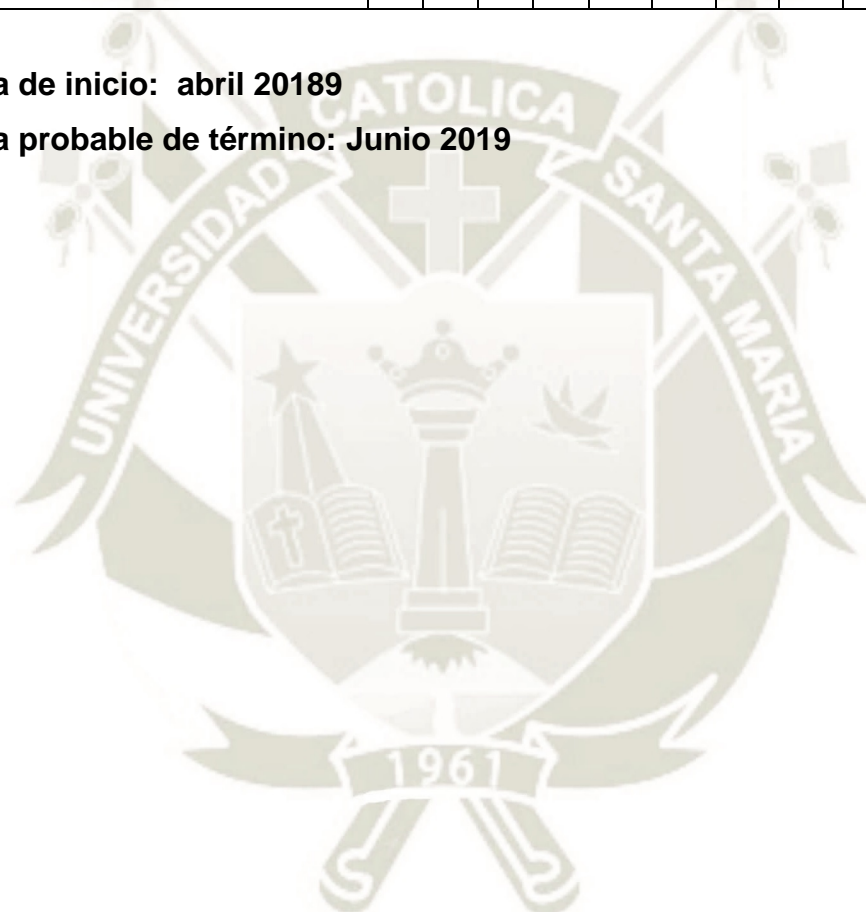 a de inicio: abril 20189
a probable de término: Junio 2019
UNIVERSIDAD CATOLICA SANTA MARIA
1961